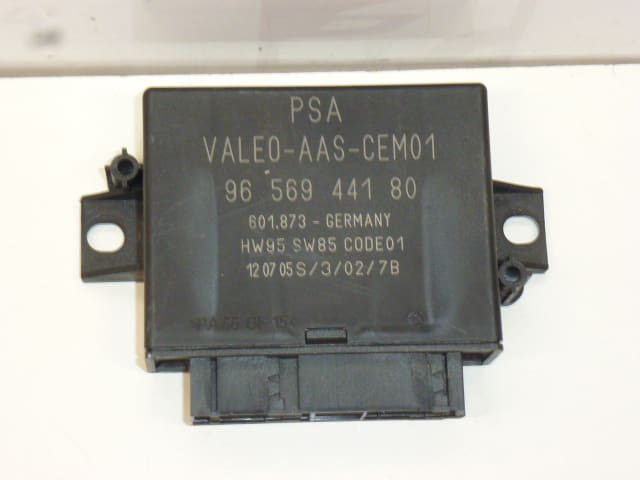 PSA
VALEO-AAS-CEM01
96 569 441 80
601.873 - GERMANY
HW95 SW85 CODE01
120705S/3/02/7B